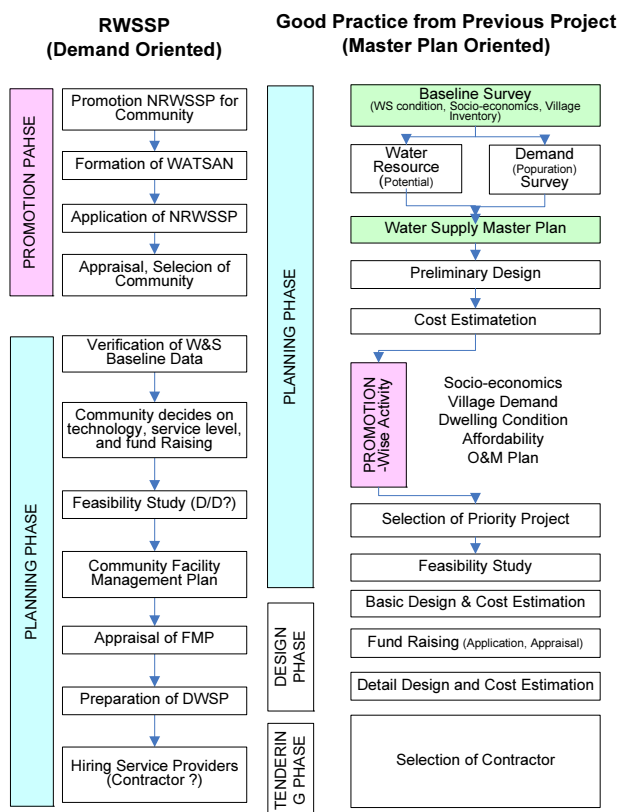 RWSSP
(Demand Oriented)
PROMOTION PAHSE
Promotion NRWSSP for
Community
Formation of WATSAN
Application of NRWSSP
Appraisal, Selecion of
Community
PLANNING PHASE
Verification of W&S
Baseline Data
Community decides on
technology, service level,
and fund Raising
Feasibility Study (D/D?)
Community Facility
Management Plan
Appraisal of FMP
Preparation of DWSP
Hiring Service Providers
(Contractor ?)
Good Practice from Previous Project
(Master Plan Oriented)
PLANNING PHASE
Baseline Survey
(WS condition, Socio-economics, Village
Inventory)
Water
Resource
(Potential)
Demand
(Popuration)
Survey
Water Supply Master Plan
Preliminary Design
Cost Estimatetion
PROMOTION
-Wise Activity
Socio-economics
Village Demand
Dwelling Condition
Affordability
O&M Plan
Selection of Priority Project
Feasibility Study
DESIGN
PHASE
Basic Design & Cost Estimation
Fund Raising (Application, Appraisal)
Detail Design and Cost Estimation
TENDERIN
G PHASE
Selection of Contractor